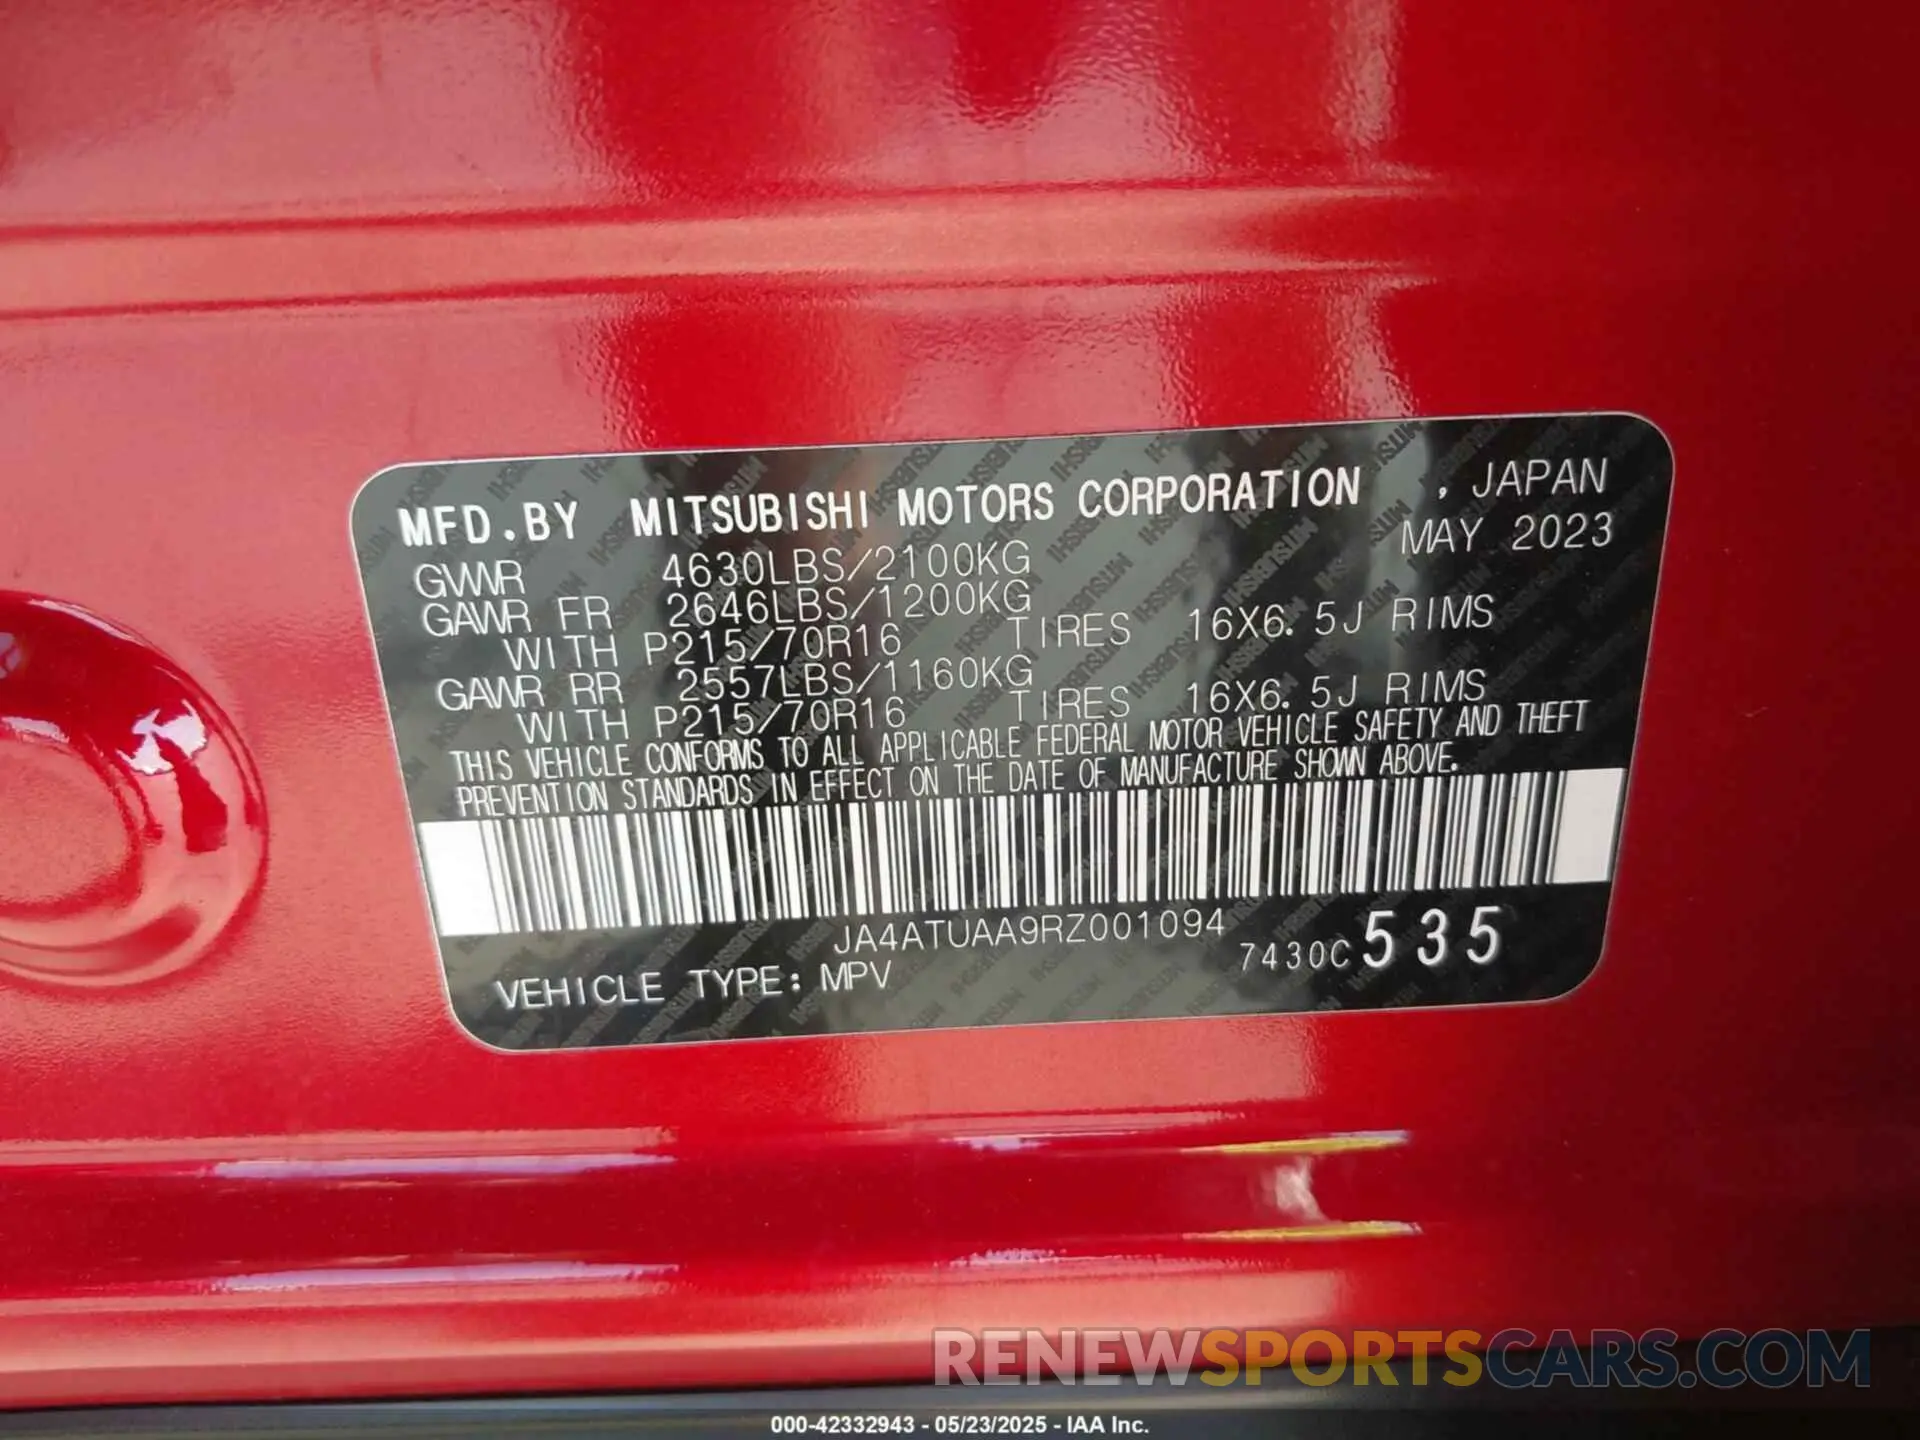 MFD.BY MITSUBISHI MOTORS CORPORATION , JAPAN
MAY 2023
GVWR 4630LBS/2100KG
GAWR FR 2646LBS/1200KG
WITH P215/70R16 TIRES 16X6.5J RIMS
GAWR RR 2557LBS/1160KG
WITH P215/70R16 TIRES 16X6.5J RIMS
THIS VEHICLE CONFORMS TO ALL APPLICABLE FEDERAL MOTOR VEHICLE SAFETY AND THEFT
PREVENTION STANDARDS IN EFFECT ON THE DATE OF MANUFACTURE SHOWN ABOVE.
JA4ATUAA9RZ001094
7430C 535
VEHICLE TYPE: MPV
RENEWSPORTSCARS.COM
000-42332943 - 05/23/2025 - IAA Inc.